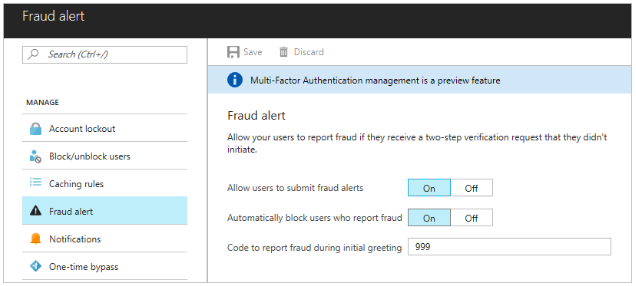 Fraud alert
Search (Ctrl+/)
MANAGE
Account lockout
Block/unblock users
Caching rules
Fraud alert
Notifications
One-time bypass
Save Discard
Multi-Factor Authentication management is a preview feature
Fraud alert
Allow your users to report fraud if they receive a two-step verification request that they didn't
initiate.
Allow users to submit fraud alerts On Off
Automatically block users who report fraud On Off
Code to report fraud during initial greeting 999